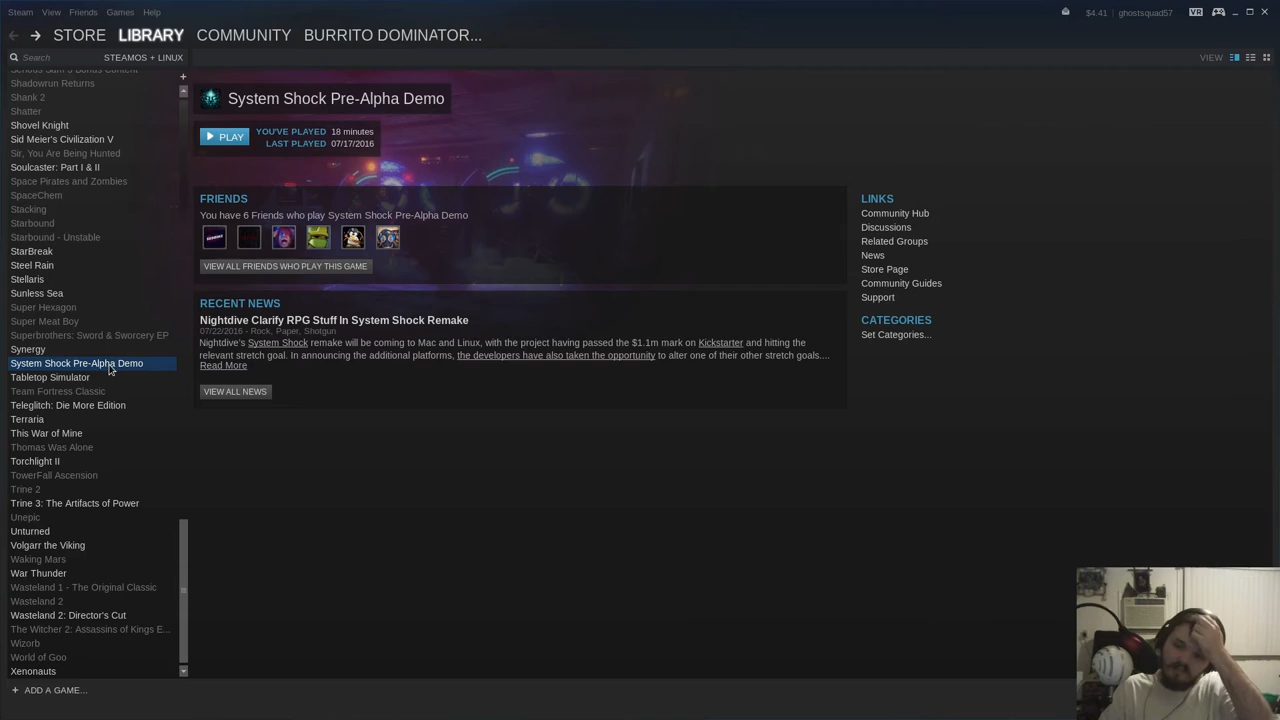 Steam View Friends Games Help
$4.41 ghostsquad57 VR
STORE LIBRARY COMMUNITY BURRITO DOMINATOR...
Search STEAMOS + LINUX
VIEW
Serious Sam 3 Bonus Content
Shadowrun Returns
Shank 2
Shatter
Shovel Knight
Sid Meier's Civilization V
Sir, You Are Being Hunted
Soulcaster: Part I & II
Space Pirates and Zombies
SpaceChem
Stacking
Starbound
Starbound - Unstable
StarBreak
Steel Rain
Stellaris
Sunless Sea
Super Hexagon
Super Meat Boy
Superbrothers: Sword & Sworcery EP
Synergy
System Shock Pre-Alpha Demo
Tabletop Simulator
Team Fortress Classic
Teleglitch: Die More Edition
Terraria
This War of Mine
Thomas Was Alone
Torchlight II
TowerFall Ascension
Trine 2
Trine 3: The Artifacts of Power
Unepic
Unturned
Volgarr the Viking
Waking Mars
War Thunder
Wasteland 1 - The Original Classic
Wasteland 2
Wasteland 2: Director's Cut
The Witcher 2: Assassins of Kings E...
Wizorb
World of Goo
Xenonauts
+ ADD A GAME...
System Shock Pre-Alpha Demo
PLAY
YOU'VE PLAYED 18 minutes
LAST PLAYED 07/17/2016
FRIENDS
You have 6 Friends who play System Shock Pre-Alpha Demo
VIEW ALL FRIENDS WHO PLAY THIS GAME
RECENT NEWS
Nightdive Clarify RPG Stuff In System Shock Remake
07/22/2016 - Rock, Paper, Shotgun
Nightdive's System Shock remake will be coming to Mac and Linux, with the project having passed the $1.1m mark on Kickstarter and hitting the
relevant stretch goal. In announcing the additional platforms, the developers have also taken the opportunity to alter one of their other stretch goals....
Read More
VIEW ALL NEWS
LINKS
Community Hub
Discussions
Related Groups
News
Store Page
Community Guides
Support
CATEGORIES
Set Categories...